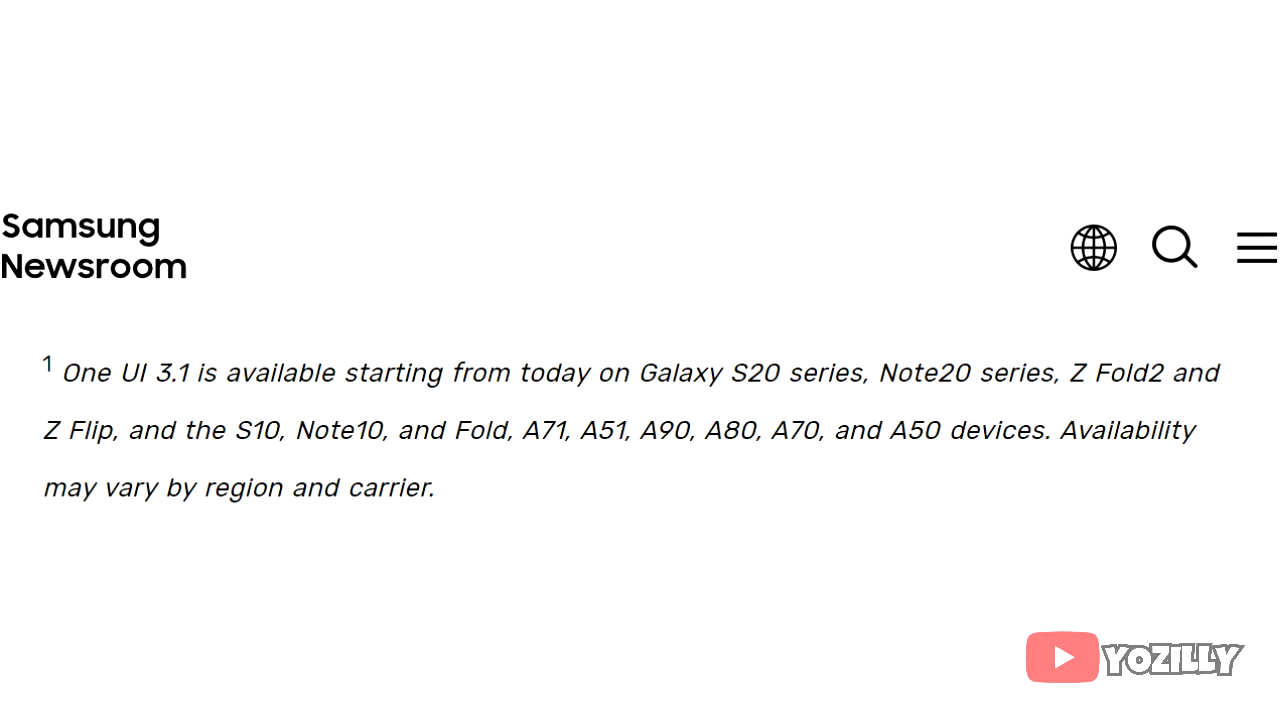 Samsung
Newsroom
1 One UI 3.1 is available starting from today on Galaxy S20 series, Note20 series, Z Fold2 and
Z Flip, and the S10, Note10, and Fold, A71, A51, A90, A80, A70, and A50 devices. Availability
may vary by region and carrier.
YOZILLY